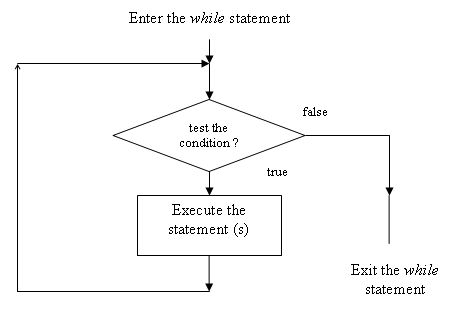 Enter the while statement
false
test the
condition ?
true
Execute the
statement (s)
Exit the while
statement